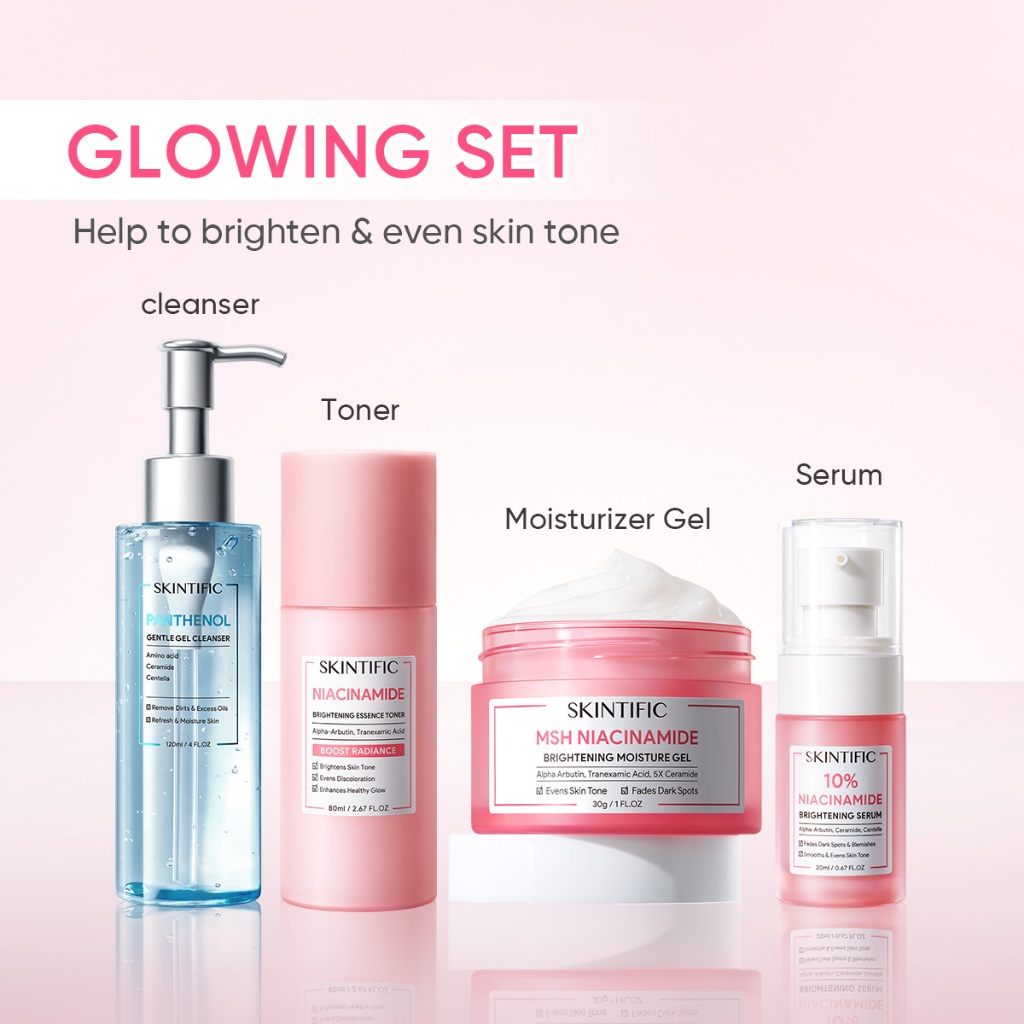 GLOWING SET
Help to brighten & even skin tone
cleanser
Toner
Moisturizer Gel
Serum
SKINTIFIC
PANTHENOL
GENTLE GEL CLEANSER
Amino acid
Ceramide
Centella
Remove Dirts & Excess Oils
Refresh & Moisture Skin
120ml / 4 FL.OZ
SKINTIFIC
NIACINAMIDE
BRIGHTENING ESSENCE TONER
Alpha-Arbutin, Tranexamic Acid
BOOST RADIANCE
Brightens Skin Tone
Evens Discoloration
Enhances Healthy Glow
80ml / 2.67 FL.OZ
SKINTIFIC
MSH NIACINAMIDE
BRIGHTENING MOISTURE GEL
Alpha Arbutin, Tranexamic Acid, 5X Ceramide
Evens Skin Tone Fades Dark Spots
30g / 1 FL.OZ
SKINTIFIC
10%
NIACINAMIDE
BRIGHTENING SERUM
Alpha-Arbutin, Ceramide, Centella
Fades Dark Spots & Blemishes
Smooths & Evens Skin Tone
20ml / 0.67 FL.OZ